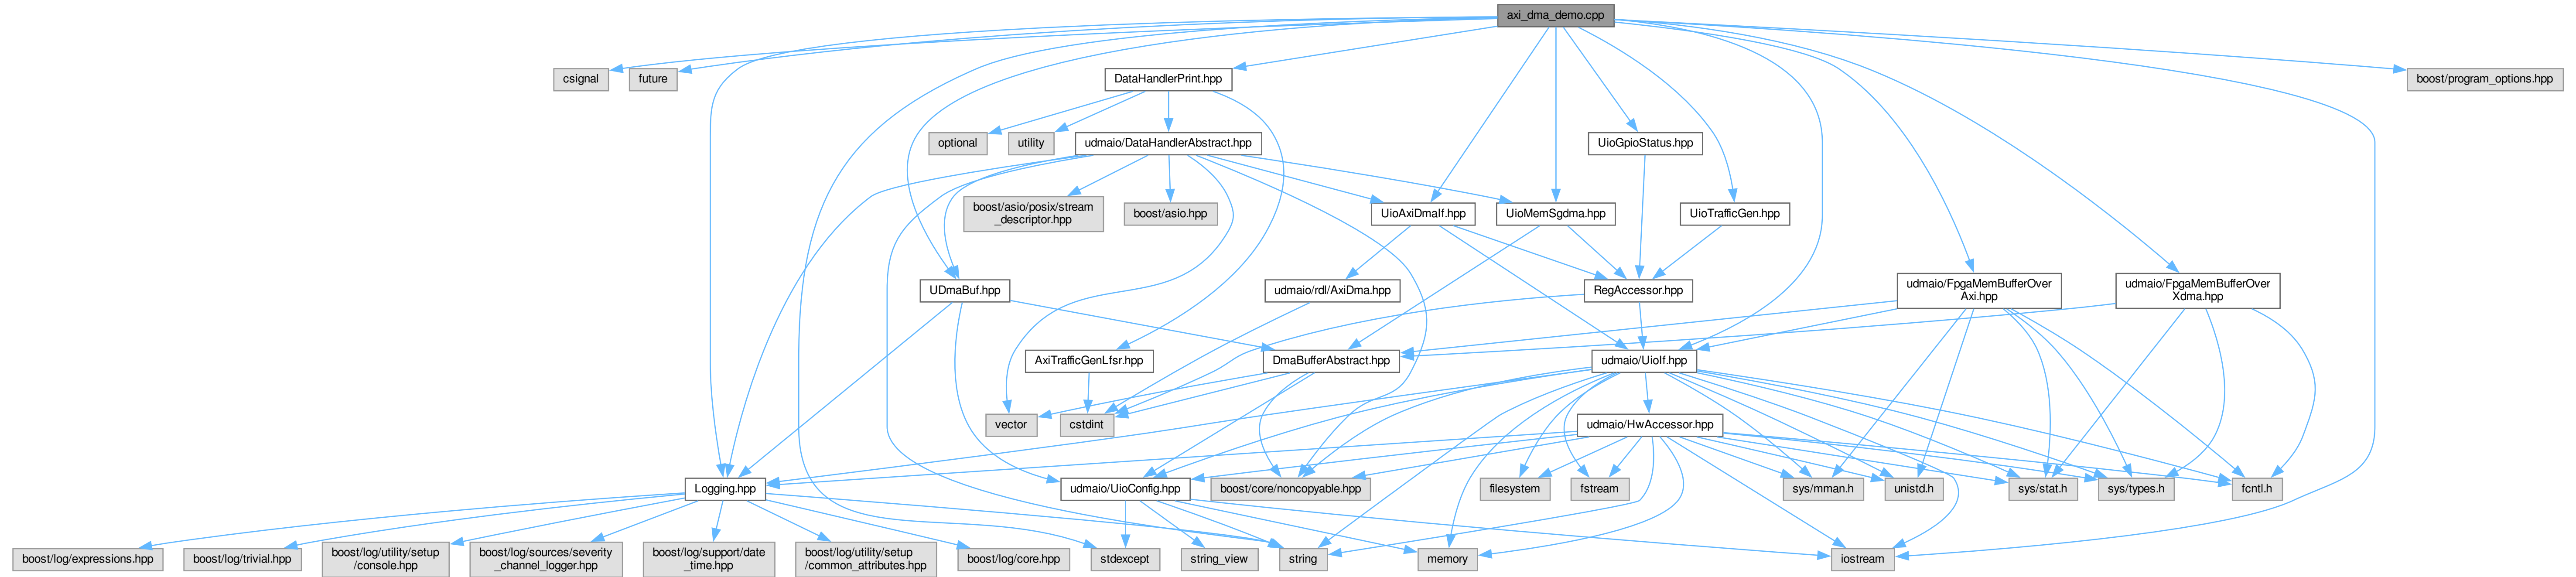 axi_dma_demo.cpp
csignal
future
DataHandlerPrint.hpp
boost/program_options.hpp
optional
utility
udmaio/DataHandlerAbstract.hpp
UioGpioStatus.hpp
boost/asio/posix/stream
_descriptor.hpp
boost/asio.hpp
UioAxiDmaIf.hpp
UioMemSgdma.hpp
UioTrafficGen.hpp
UDmaBuf.hpp
udmaio/rdl/AxiDma.hpp
RegAccessor.hpp
udmaio/FpgaMemBufferOver
Axi.hpp
udmaio/FpgaMemBufferOver
Xdma.hpp
AxiTrafficGenLfsr.hpp
DmaBufferAbstract.hpp
udmaio/UioIf.hpp
vector
cstdint
udmaio/HwAccessor.hpp
Logging.hpp
udmaio/UioConfig.hpp
boost/core/noncopyable.hpp
filesystem
fstream
sys/mman.h
unistd.h
sys/stat.h
sys/types.h
fcntl.h
boost/log/expressions.hpp
boost/log/trivial.hpp
boost/log/utility/setup
/console.hpp
boost/log/sources/severity
_channel_logger.hpp
boost/log/support/date
_time.hpp
boost/log/utility/setup
/common_attributes.hpp
boost/log/core.hpp
stdexcept
string_view
string
memory
iostream